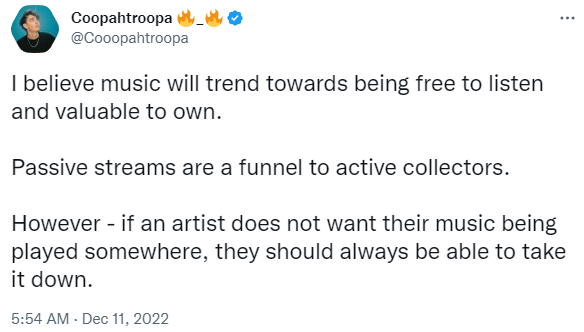 Coopahtroopa 🔥_🔥
@Cooopahtroopa
I believe music will trend towards being free to listen
and valuable to own.
Passive streams are a funnel to active collectors.
However - if an artist does not want their music being
played somewhere, they should always be able to take
it down.
5:54 AM · Dec 11, 2022